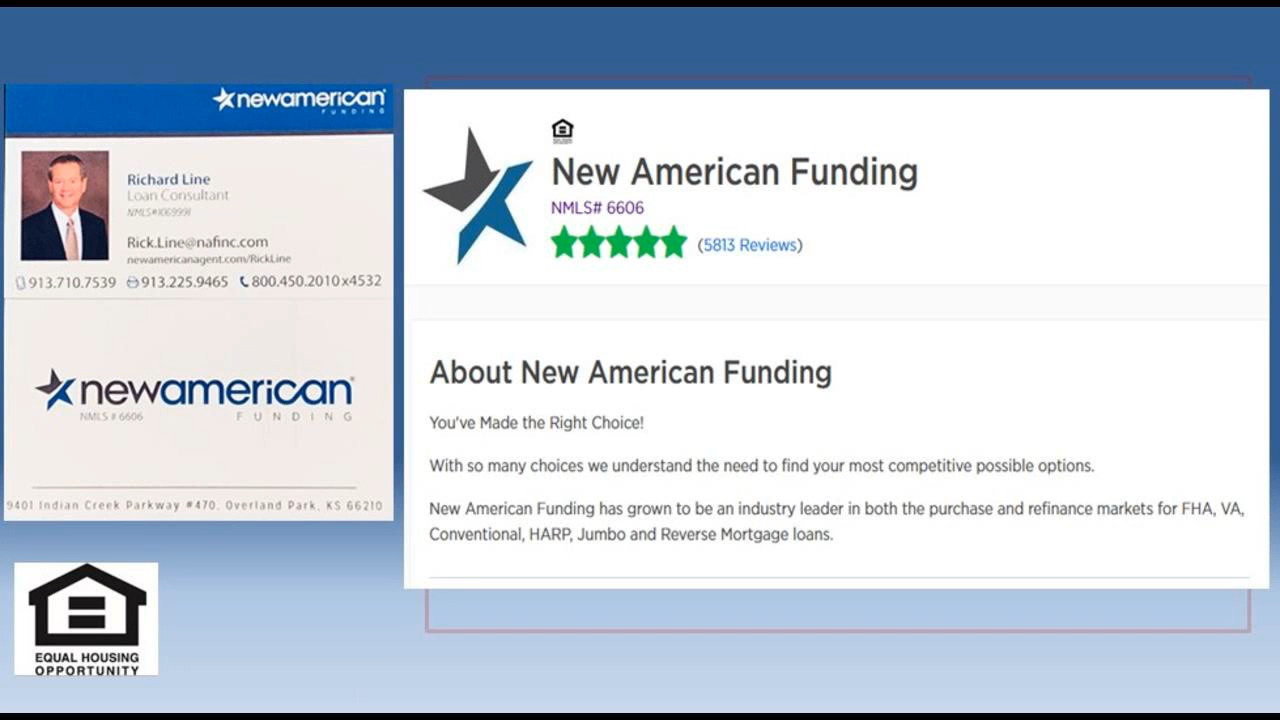 newamerican
FUNDING
Richard Line
Loan Consultant
NMLS#1069991
Rick.Line@nafinc.com
newamericanagent.com/RickLine
913.710.7539 913.225.9465 800.450.2010x4532
newamerican
NMLS # 6606 FUNDING
9401 Indian Creek Parkway #470, Overland Park, KS 66210
EQUAL HOUSING
OPPORTUNITY
New American Funding
NMLS# 6606
(5813 Reviews)
About New American Funding
You've Made the Right Choice!
With so many choices we understand the need to find your most competitive possible options.
New American Funding has grown to be an industry leader in both the purchase and refinance markets for FHA, VA,
Conventional, HARP, Jumbo and Reverse Mortgage loans.